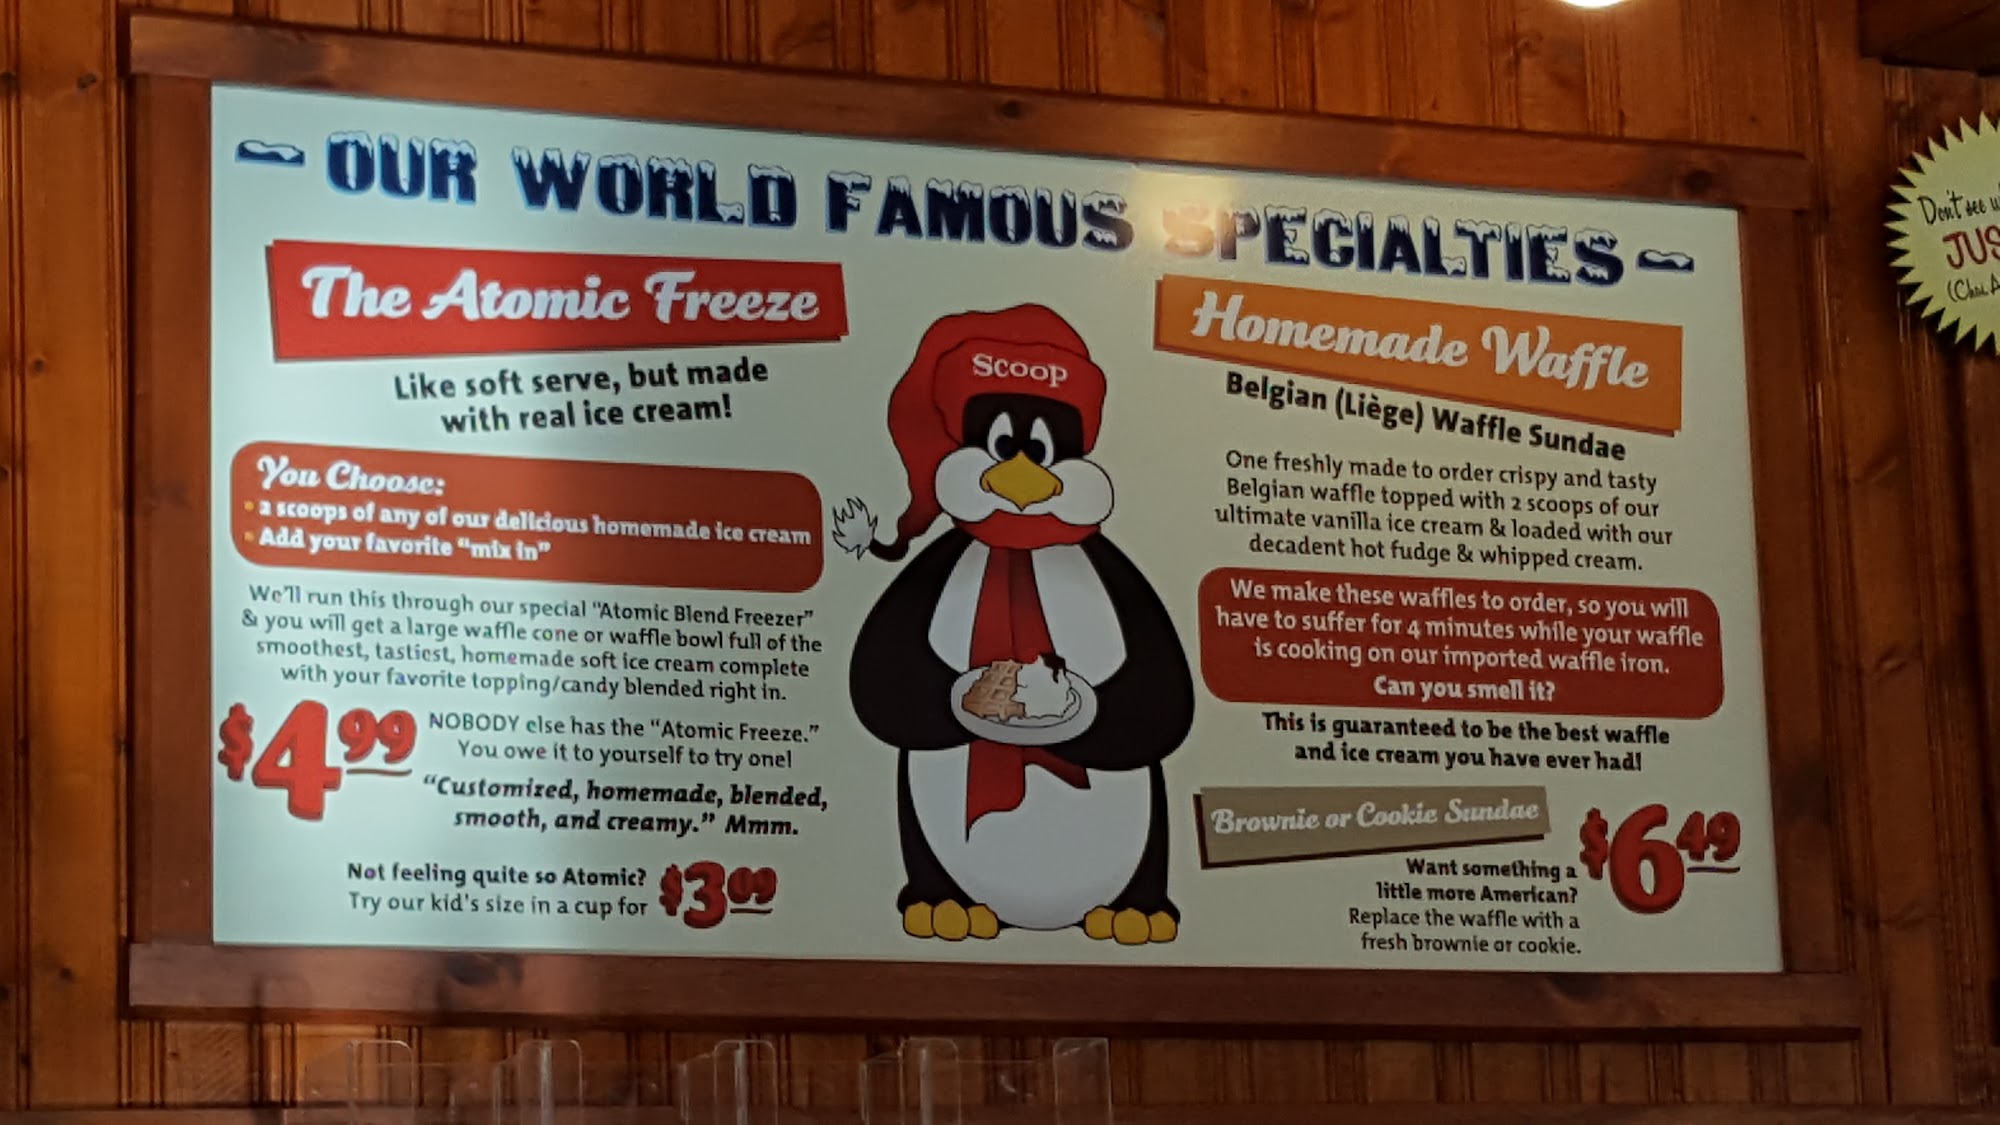 ~ OUR WORLD FAMOUS SPECIALTIES ~
The Atomic Freeze
Like soft serve, but made
with real ice cream!
You Choose:
• 2 scoops of any of our delicious homemade ice cream
• Add your favorite "mix in"
We'll run this through our special "Atomic Blend Freezer"
& you will get a large waffle cone or waffle bowl full of the
smoothest, tastiest, homemade soft ice cream complete
with your favorite topping/candy blended right in.
$4.99
NOBODY else has the "Atomic Freeze."
You owe it to yourself to try one!
"Customized, homemade, blended,
smooth, and creamy." Mmm.
Not feeling quite so Atomic?
Try our kid's size in a cup for
$3.09
Scoop
Homemade Waffle
Belgian (Liège) Waffle Sundae
One freshly made to order crispy and tasty
Belgian waffle topped with 2 scoops of our
ultimate vanilla ice cream & loaded with our
decadent hot fudge & whipped cream.
We make these waffles to order, so you will
have to suffer for 4 minutes while your waffle
is cooking on our imported waffle iron.
Can you smell it?
This is guaranteed to be the best waffle
and ice cream you have ever had!
Brownie or Cookie Sundae
$6.49
Want something a
little more American?
Replace the waffle with a
fresh brownie or cookie.
Don't see
JUS